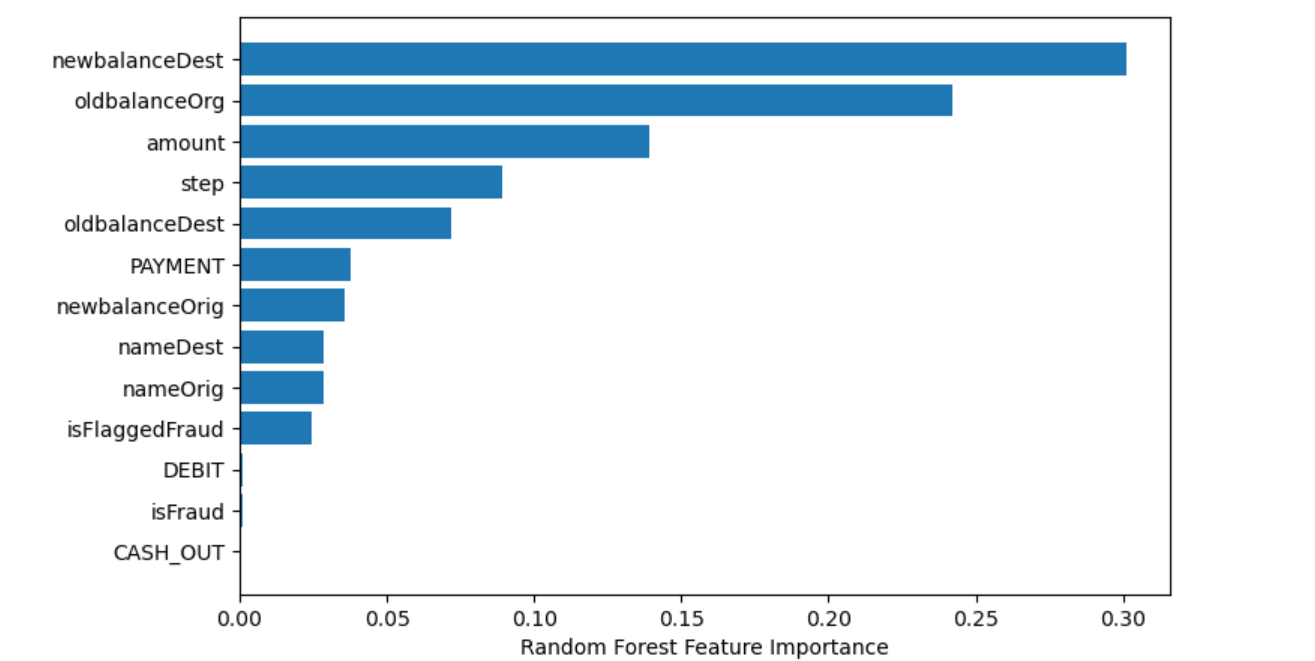 newbalanceDest
oldbalanceOrg
amount
step
oldbalanceDest
PAYMENT
newbalanceOrig
nameDest
nameOrig
isFlaggedFraud
DEBIT
isFraud
CASH_OUT
0.00 0.05 0.10 0.15 0.20 0.25 0.30
Random Forest Feature Importance